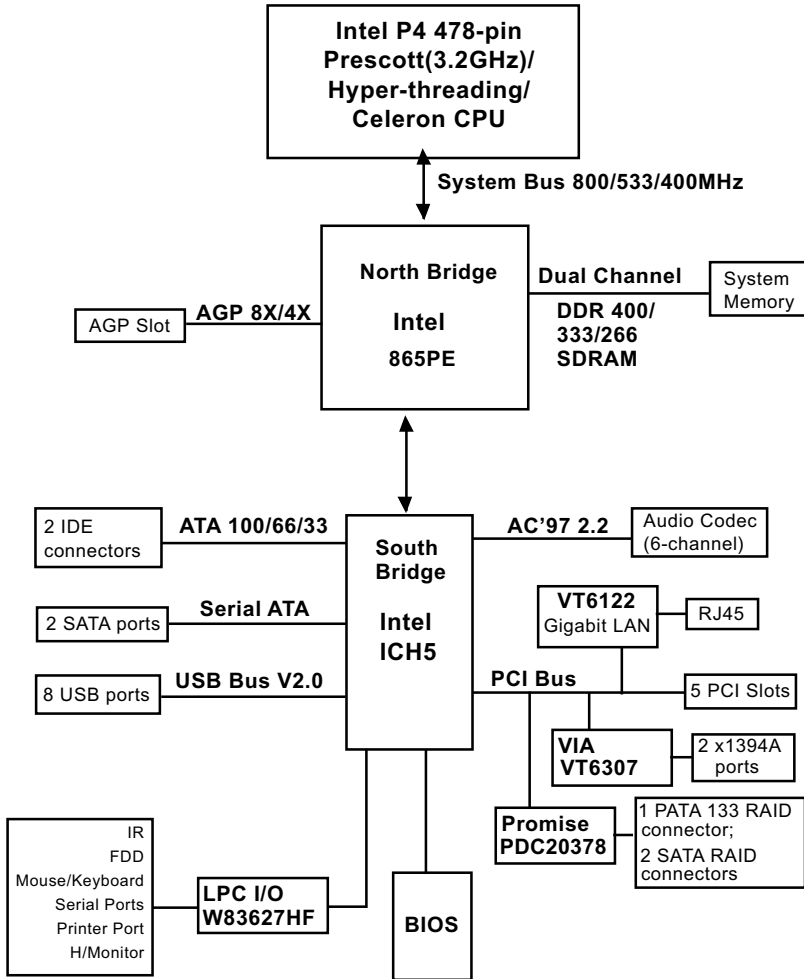 Intel P4 478-pin
Prescott(3.2GHz)/
Hyper-threading/
Celeron CPU
System Bus 800/533/400MHz
North Bridge
Intel
865PE
AGP Slot
AGP 8X/4X
Dual Channel
DDR 400/
333/266
SDRAM
System
Memory
2 IDE
connectors
ATA 100/66/33
South
Bridge
Intel
ICH5
AC’97 2.2
Audio Codec
(6-channel)
2 SATA ports
Serial ATA
VT6122
Gigabit LAN
RJ45
8 USB ports
USB Bus V2.0
PCI Bus
5 PCI Slots
VIA
VT6307
2 x1394A
ports
Promise
PDC20378
1 PATA 133 RAID
connector;
2 SATA RAID
connectors
IR
FDD
Mouse/Keyboard
Serial Ports
Printer Port
H/Monitor
LPC I/O
W83627HF
BIOS